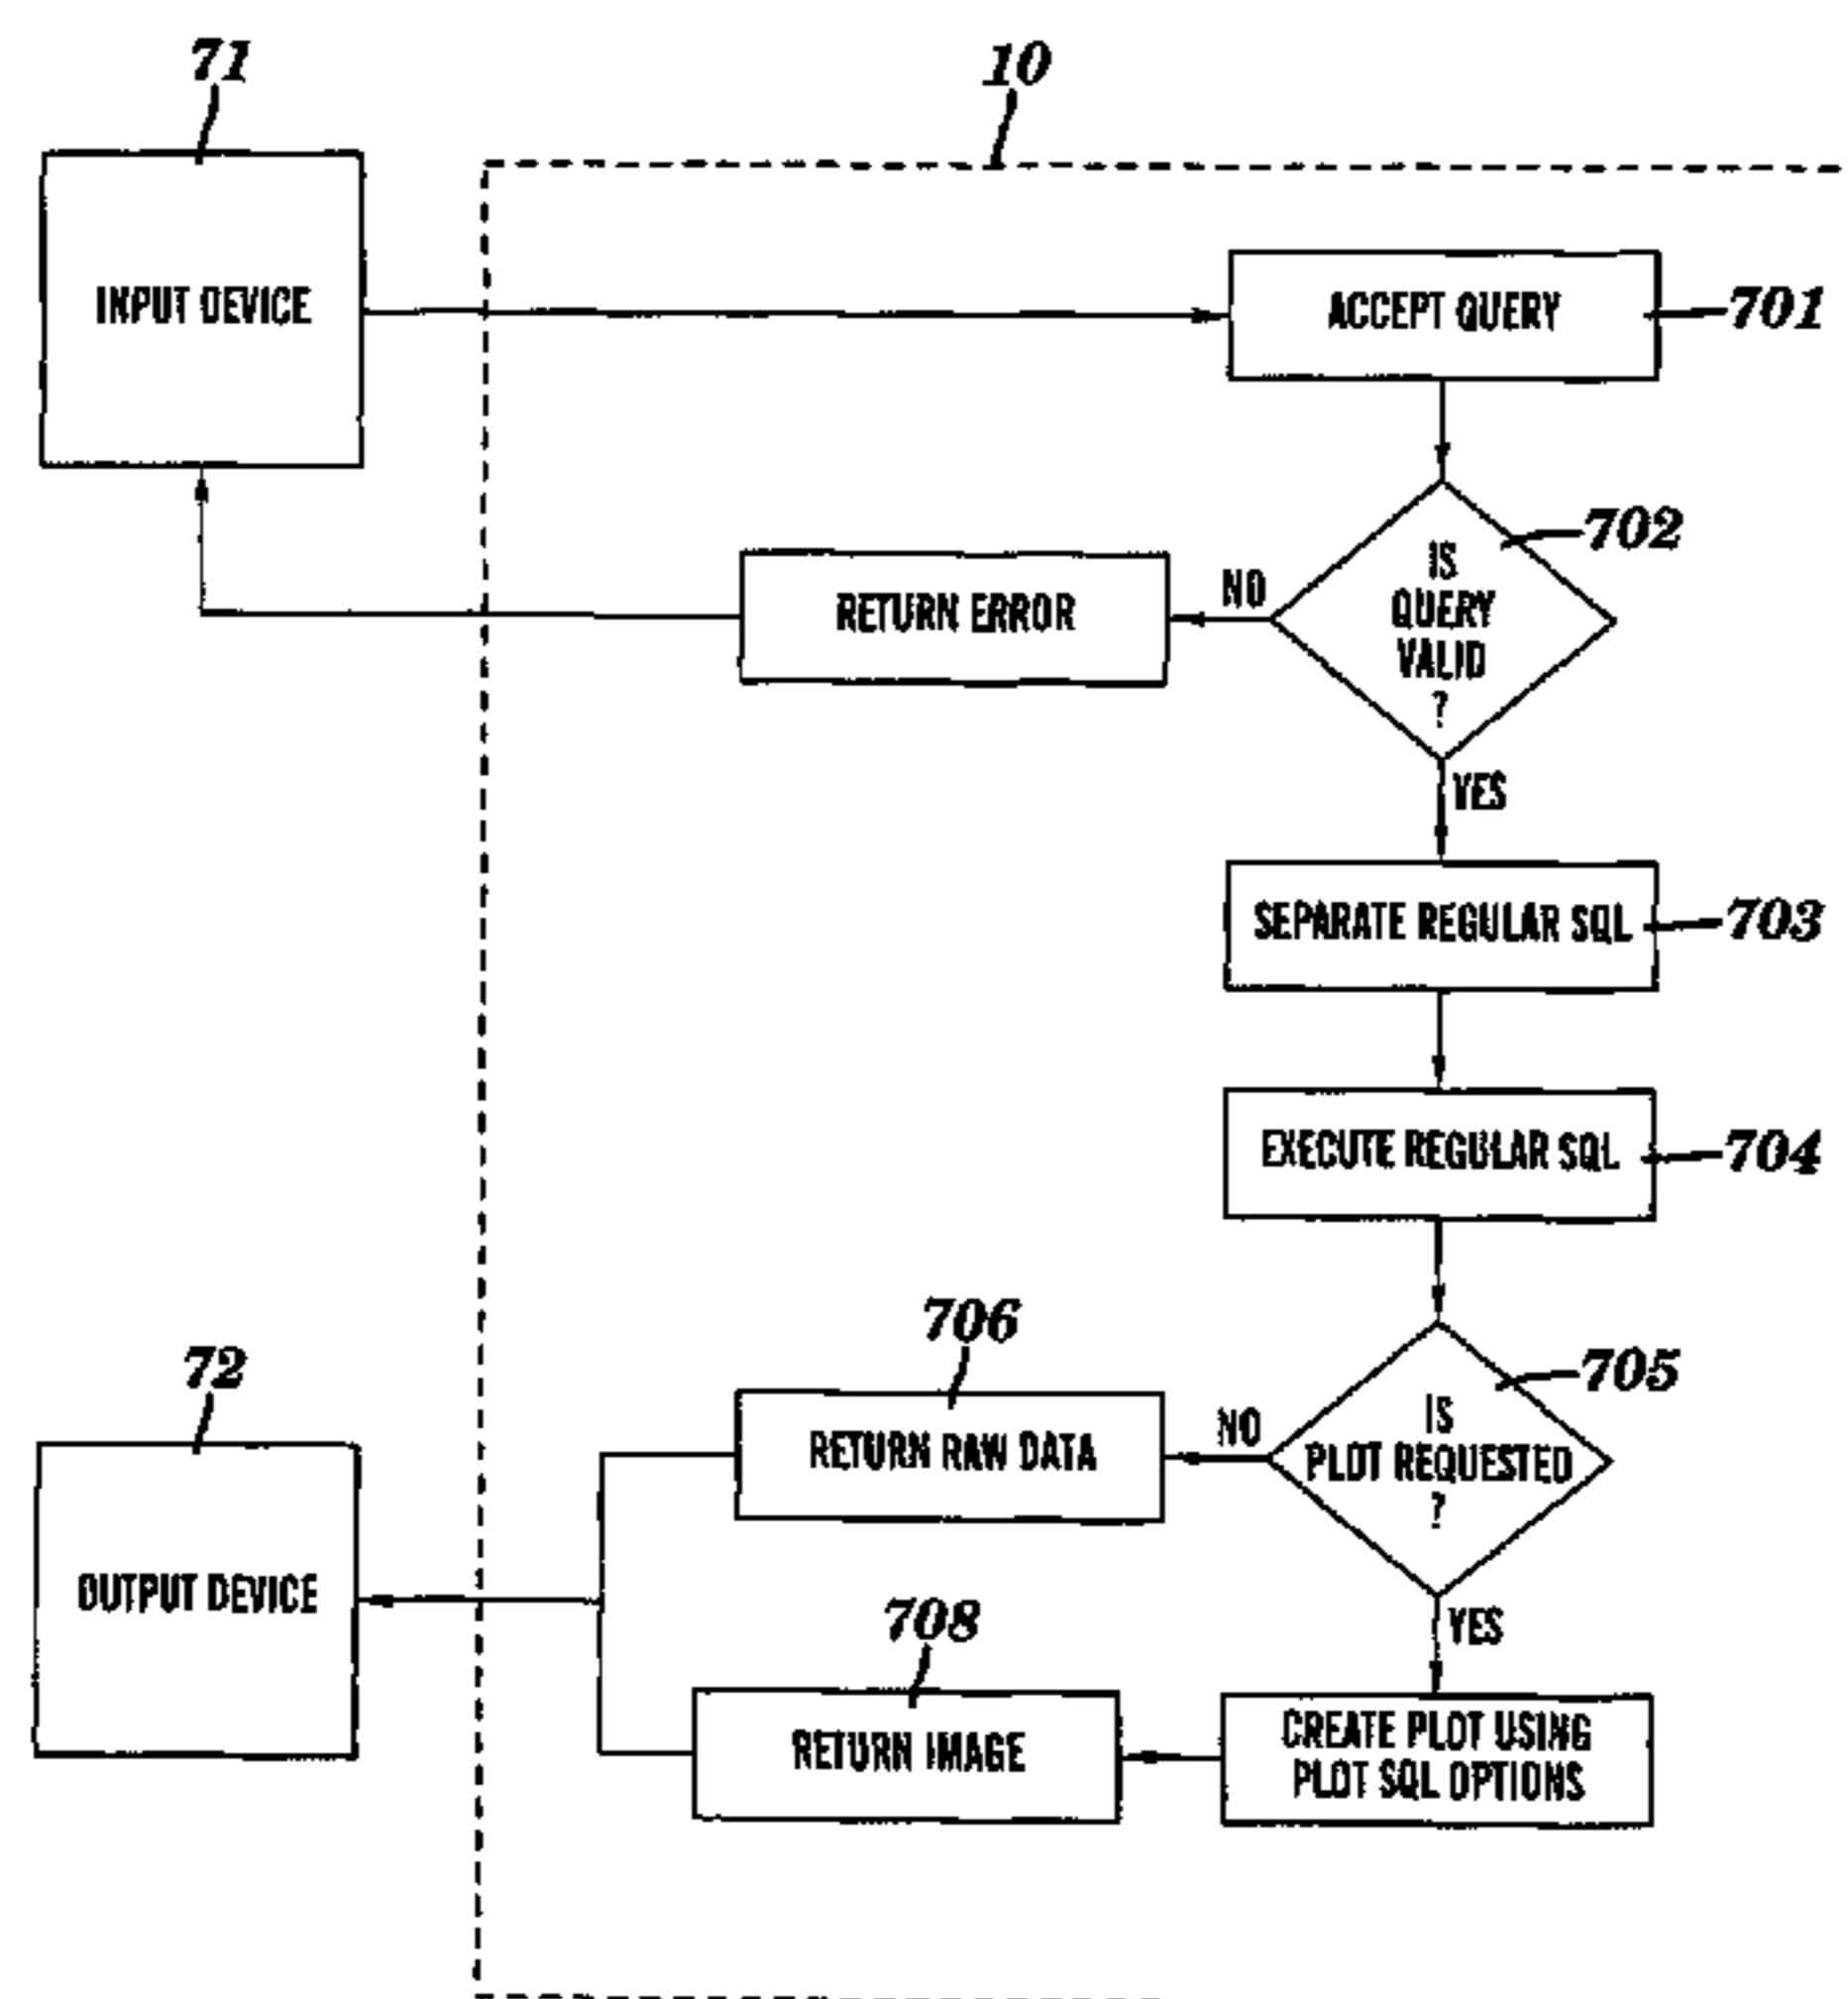 71
10
INPUT DEVICE
ACCEPT QUERY
701
702
IS
QUERY
VALID
?
NO
RETURN ERROR
YES
SEPARATE REGULAR SQL
703
EXECUTE REGULAR SQL
704
706
705
72
IS
PLOT REQUESTED
?
NO
RETURN RAW DATA
OUTPUT DEVICE
708
YES
RETURN IMAGE
CREATE PLOT USING
PLOT SQL OPTIONS